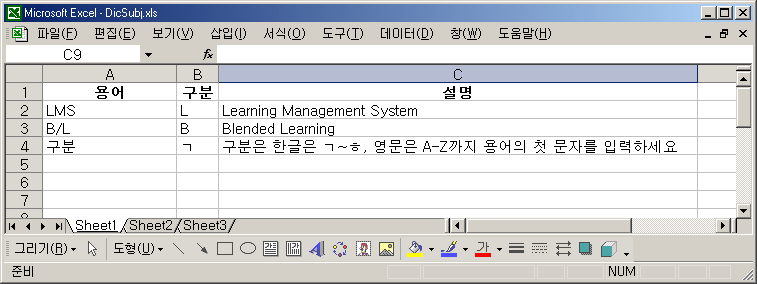 Microsoft Excel - DicSubj.xls
파일(F) 편집(E) 보기(V) 삽입(I) 서식(O) 도구(T) 데이터(D) 창(W) 도움말(H)
C9 fx
A B C
1 용어 구분 설명
2 LMS L Learning Management System
3 B/L B Blended Learning
4 구분 ㄱ 구분은 한글은 ㄱ~ㅎ, 영문은 A-Z까지 용어의 첫 문자를 입력하세요
5
6
7
8
Sheet1 Sheet2 Sheet3
그리기(R) 도형(U) 가
준비 NUM